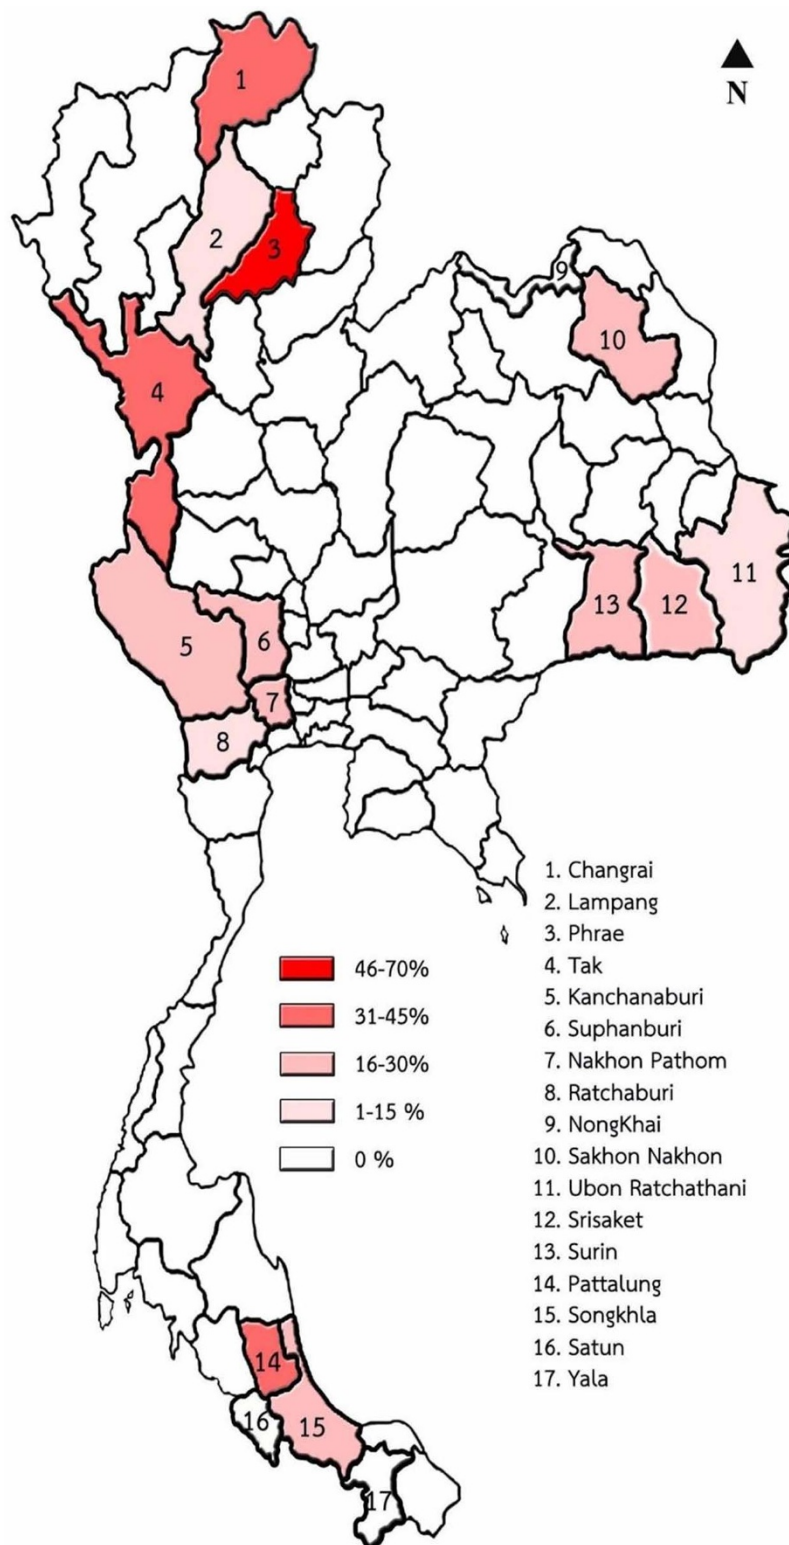 N
1
2
3
4
5
6
7
8
9
10
11
12
13
14
15
16
17
46-70%
31-45%
16-30%
1-15 %
0 %
1. Changrai
2. Lampang
3. Phrae
4. Tak
5. Kanchanaburi
6. Suphanburi
7. Nakhon Pathom
8. Ratchaburi
9. NongKhai
10. Sakhon Nakhon
11. Ubon Ratchathani
12. Srisaket
13. Surin
14. Pattalung
15. Songkhla
16. Satun
17. Yala